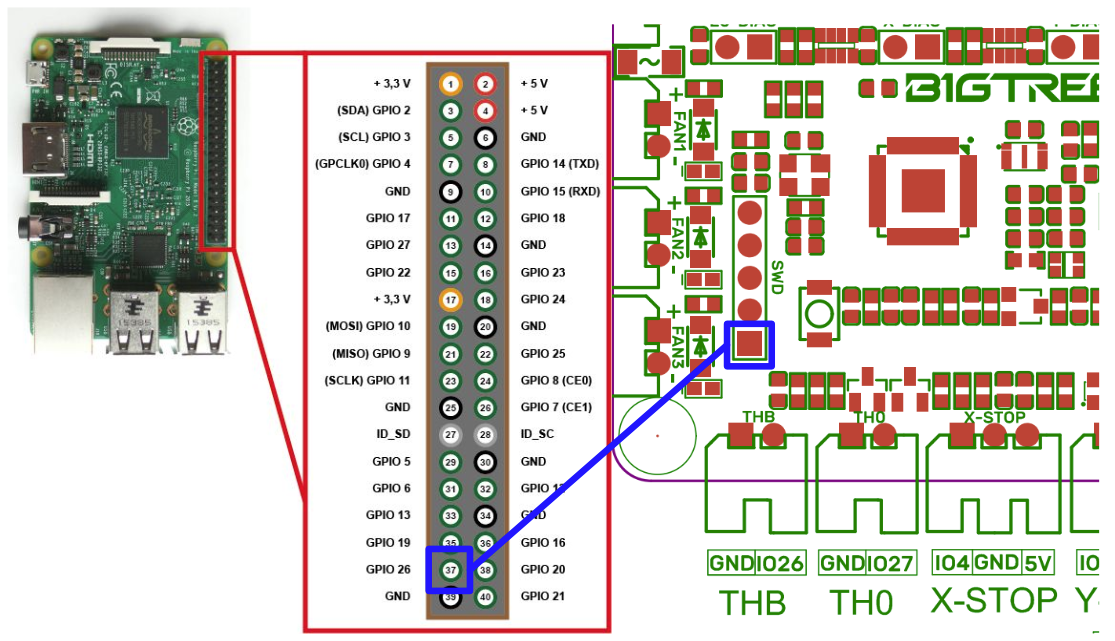 + 3,3 V 1 2 + 5 V
(SDA) GPIO 2 3 4 + 5 V
(SCL) GPIO 3 5 6 GND
(GPCLK0) GPIO 4 7 8 GPIO 14 (TXD)
GND 9 10 GPIO 15 (RXD)
GPIO 17 11 12 GPIO 18
GPIO 27 13 14 GND
GPIO 22 15 16 GPIO 23
+ 3,3 V 17 18 GPIO 24
(MOSI) GPIO 10 19 20 GND
(MISO) GPIO 9 21 22 GPIO 25
(SCLK) GPIO 11 23 24 GPIO 8 (CE0)
GND 25 26 GPIO 7 (CE1)
ID_SD 27 28 ID_SC
GPIO 5 29 30 GND
GPIO 6 31 32 GPIO 12
GPIO 13 33 34 GND
GPIO 19 35 36 GPIO 16
GPIO 26 37 38 GPIO 20
GND 39 40 GPIO 21
HDMI
FC CE
B1GTREE
+ FAN1 -
+ FAN2 -
+ FAN3 -
SWD
THB TH0 X-STOP
GND IO26 GND IO27 IO4 GND 5V IO
THB TH0 X-STOP Y-